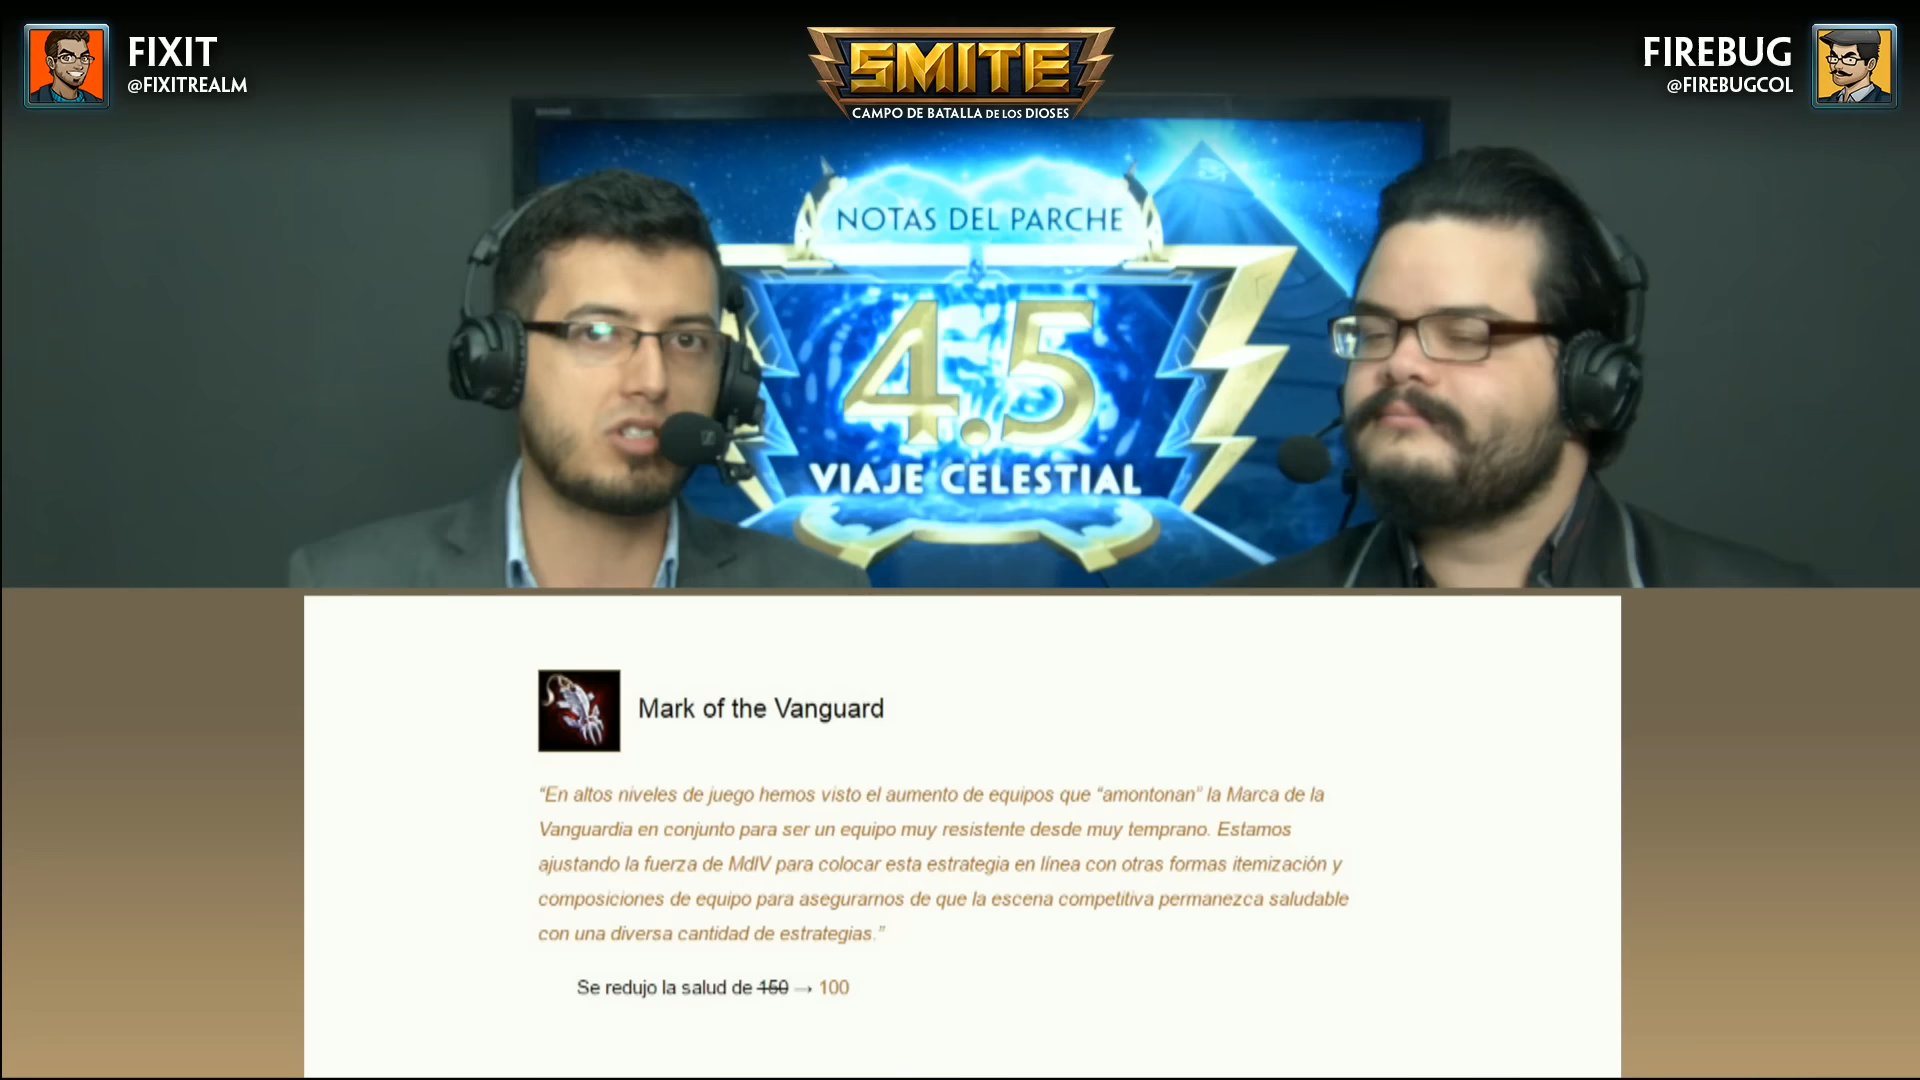 FIXIT
@FIXITREALM
SMITE
CAMPO DE BATALLA DE LOS DIOSES
FIREBUG
@FIREBUGCOL
NOTAS DEL PARCHE
4.5
VIAJE CELESTIAL
Mark of the Vanguard
“En altos niveles de juego hemos visto el aumento de equipos que “amontonan” la Marca de la
Vanguardia en conjunto para ser un equipo muy resistente desde muy temprano. Estamos
ajustando la fuerza de MdlV para colocar esta estrategia en línea con otras formas itemización y
composiciones de equipo para asegurarnos de que la escena competitiva permanezca saludable
con una diversa cantidad de estrategias.”
Se redujo la salud de 150 → 100